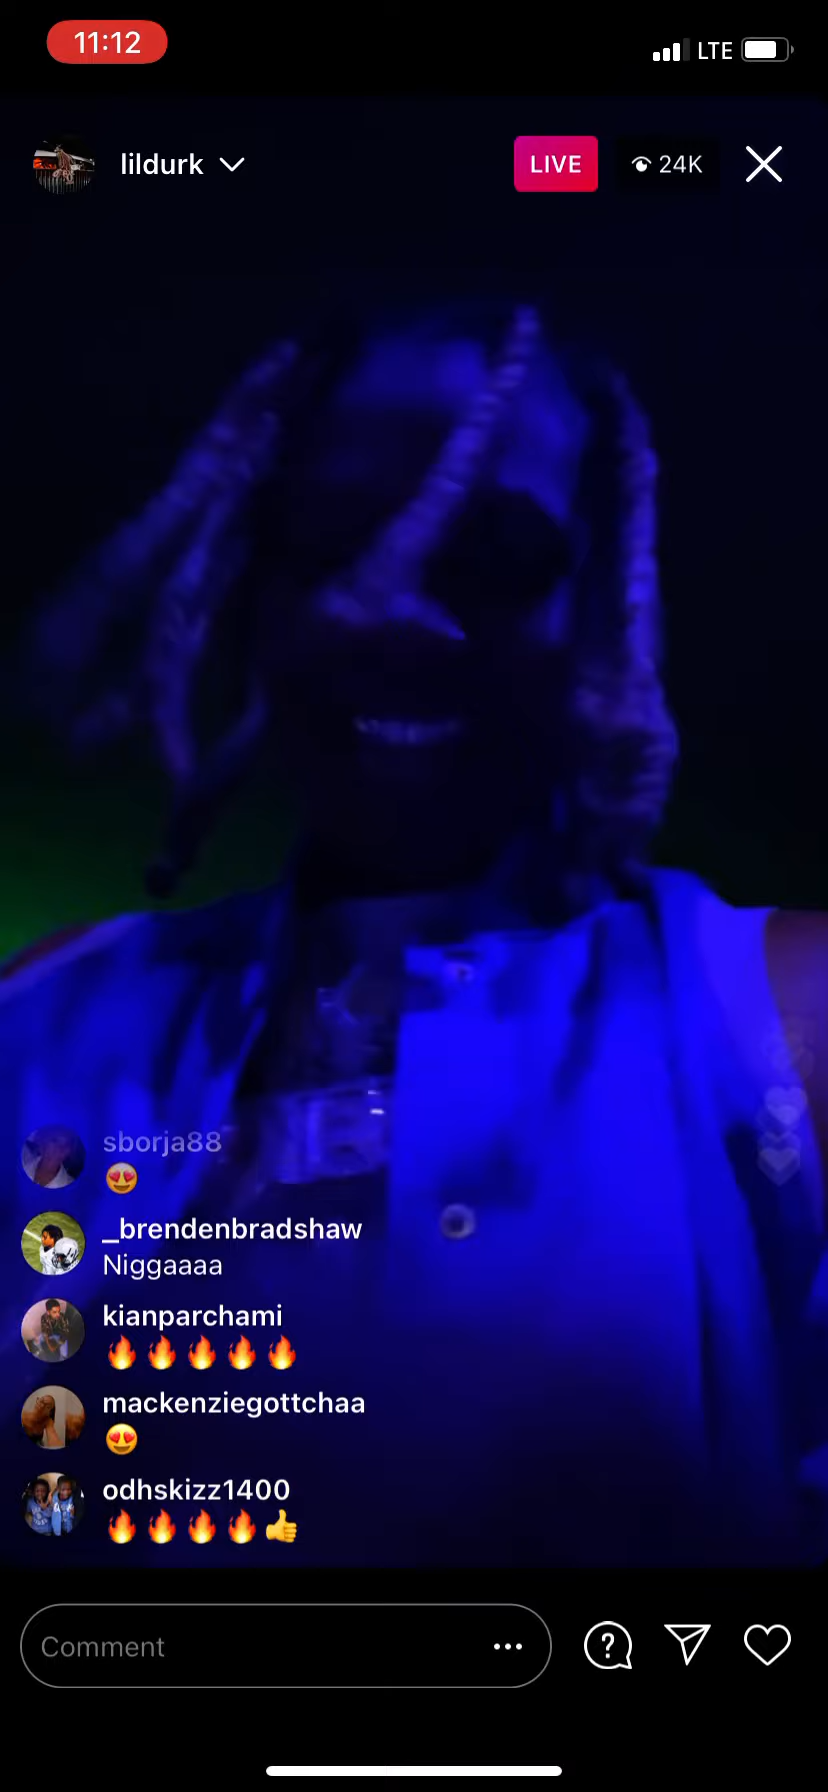 11:12
LTE
lildurk
LIVE
24K
sborja88
😍
_brendenbradshaw
Niggaaaa
kianparchami
🔥🔥🔥🔥🔥
mackenziegottchaa
😍
odhskizz1400
🔥🔥🔥🔥👍
Comment